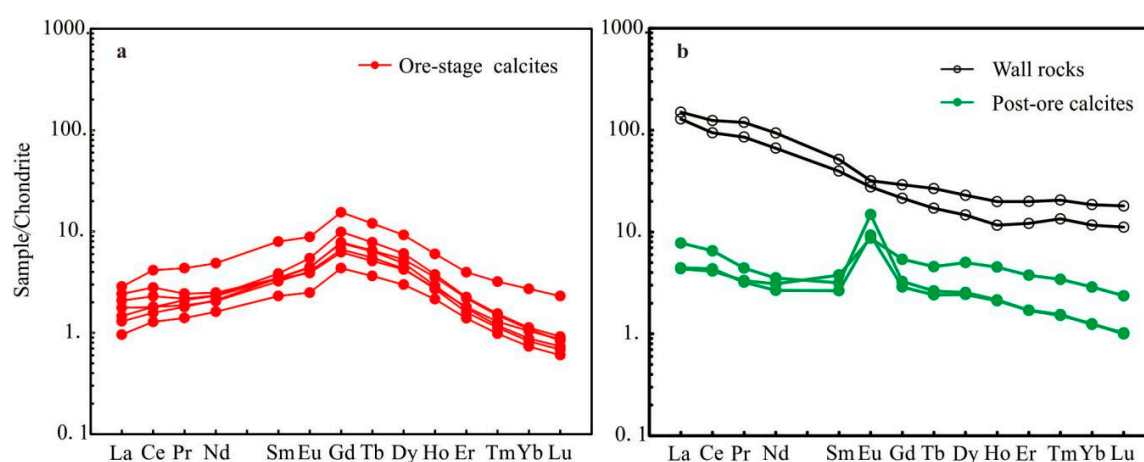 a
Ore-stage calcites
Sample/Chondrite
1000.
100.
10.
1.
0. 1
La Ce Pr Nd Sm Eu Gd Tb Dy Ho Er Tm Yb Lu
b
Wall rocks
Post-ore calcites
1000.
100.
10.
1.
0.1
La Ce Pr Nd Sm Eu Gd Tb Dy Ho Er Tm Yb Lu